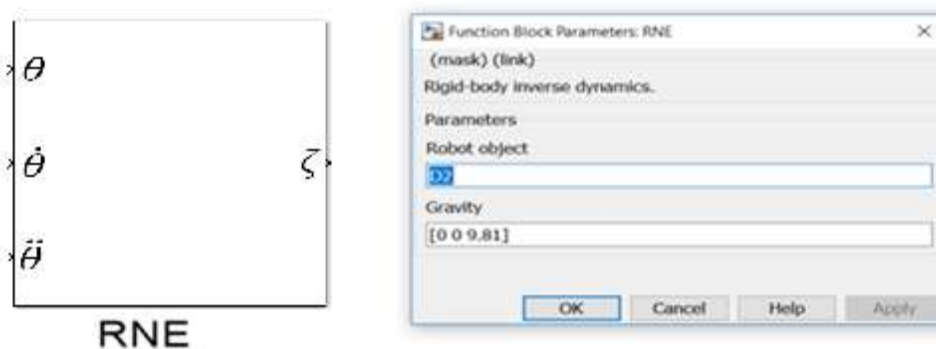 θ
θ̇
ζ
θ̈
RNE
Function Block Parameters: RNE
(mask) (link)
Rigid-body inverse dynamics.
Parameters
Robot object
D2
Gravity
[0 0 9.81]
OK Cancel Help Apply